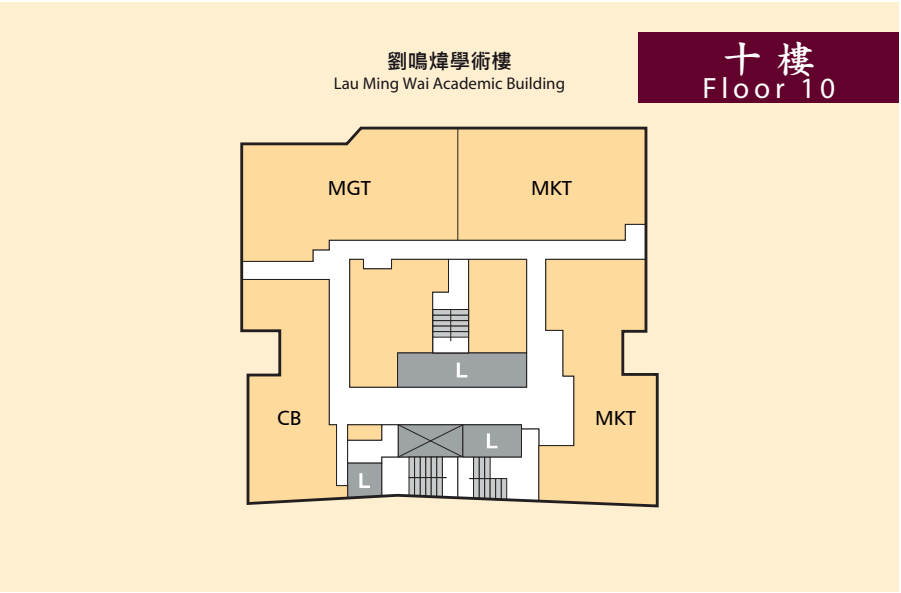 劉鳴煒學術樓
Lau Ming Wai Academic Building
十樓
Floor 10
MGT
MKT
L
CB
MKT
L
L